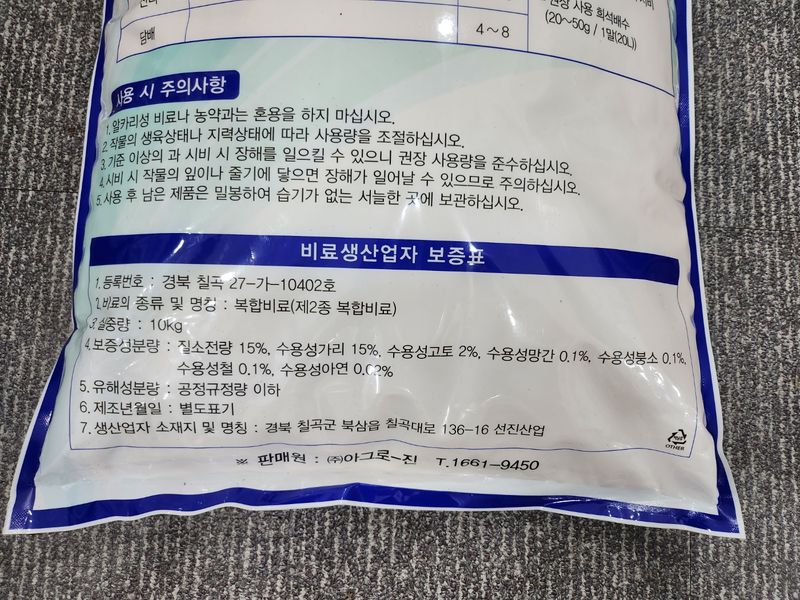 권장 사용 희석배수
(20~50g / 1말(20L))
담배
4~8
사용 시 주의사항
1. 알카리성 비료나 농약과는 혼용을 하지 마십시오.
2. 작물의 생육상태나 지력상태에 따라 사용량을 조절하십시오.
3. 기준 이상의 과 시비 시 장해를 일으킬 수 있으니 권장 사용량을 준수하십시오.
4. 시비 시 작물의 잎이나 줄기에 닿으면 장해가 일어날 수 있으므로 주의하십시오.
5. 사용 후 남은 제품은 밀봉하여 습기가 없는 서늘한 곳에 보관하십시오.
비료생산업자 보증표
1. 등록번호 : 경북 칠곡 27-가-10402호
2. 비료의 종류 및 명칭 : 복합비료(제2종 복합비료)
3. 실중량 : 10kg
4. 보증성분량 : 질소전량 15%, 수용성가리 15%, 수용성고토 2%, 수용성망간 0.1%, 수용성붕소 0.1%,
수용성철 0.1%, 수용성아연 0.02%
5. 유해성분량 : 공정규정량 이하
6. 제조년월일 : 별도표기
7. 생산업자 소재지 및 명칭 : 경북 칠곡군 북삼읍 칠곡대로 136-16 선진산업
OTHER
※ 판매원 : ㈜아그로-진 T.1661-9450